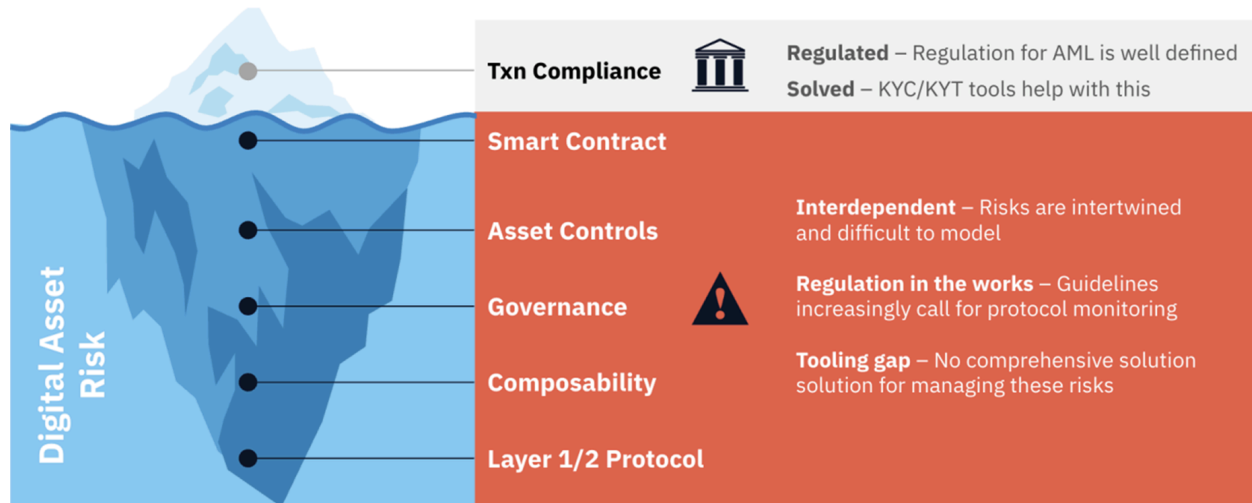 Txn Compliance
Regulated – Regulation for AML is well defined
Solved – KYC/KYT tools help with this
Digital Asset
Risk
Smart Contract
Asset Controls
Governance
Composability
Layer 1/2 Protocol
Interdependent – Risks are intertwined
and difficult to model
Regulation in the works – Guidelines
increasingly call for protocol monitoring
Tooling gap – No comprehensive solution
solution for managing these risks